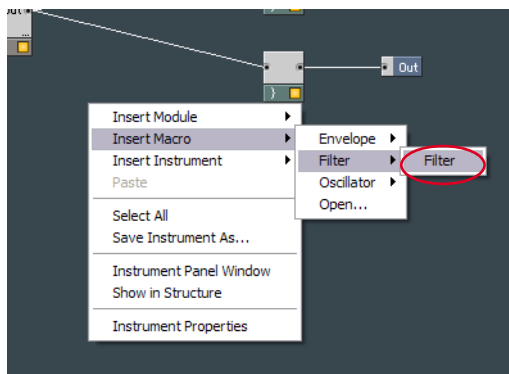 Out
Insert Module
Insert Macro
Insert Instrument
Paste
Select All
Save Instrument As...
Instrument Panel Window
Show in Structure
Instrument Properties
Envelope
Filter
Oscillator
Open...
Filter